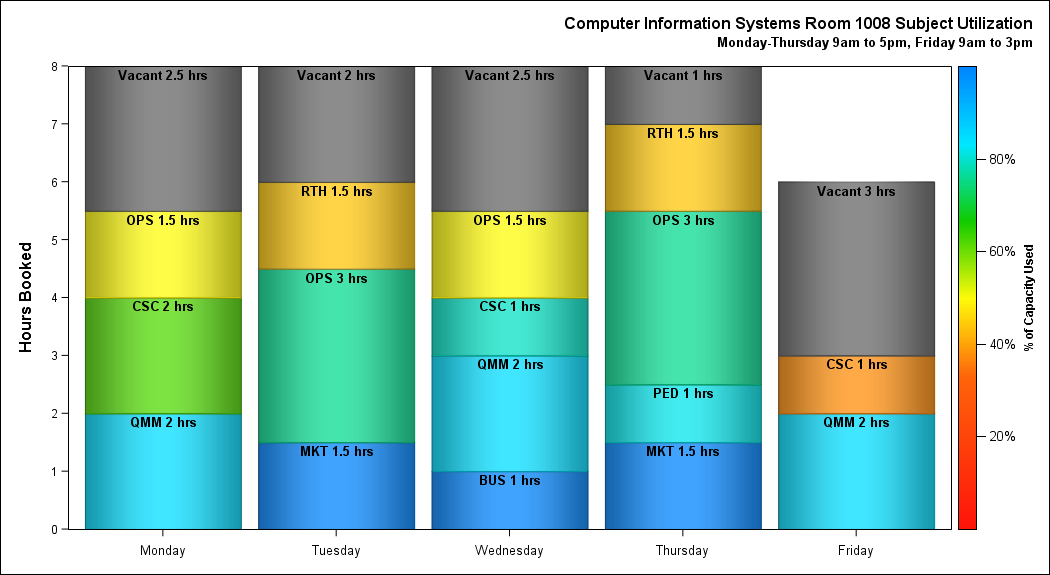 Computer Information Systems Room 1008 Subject Utilization
Monday-Thursday 9am to 5pm, Friday 9am to 3pm
Hours Booked
8
7
6
5
4
3
2
1
0
Vacant 2.5 hrs
OPS 1.5 hrs
CSC 2 hrs
QMM 2 hrs
Monday
Vacant 2 hrs
RTH 1.5 hrs
OPS 3 hrs
MKT 1.5 hrs
Tuesday
Vacant 2.5 hrs
OPS 1.5 hrs
CSC 1 hrs
QMM 2 hrs
BUS 1 hrs
Wednesday
Vacant 1 hrs
RTH 1.5 hrs
OPS 3 hrs
PED 1 hrs
MKT 1.5 hrs
Thursday
Vacant 3 hrs
CSC 1 hrs
QMM 2 hrs
Friday
80%
60%
40%
20%
% of Capacity Used